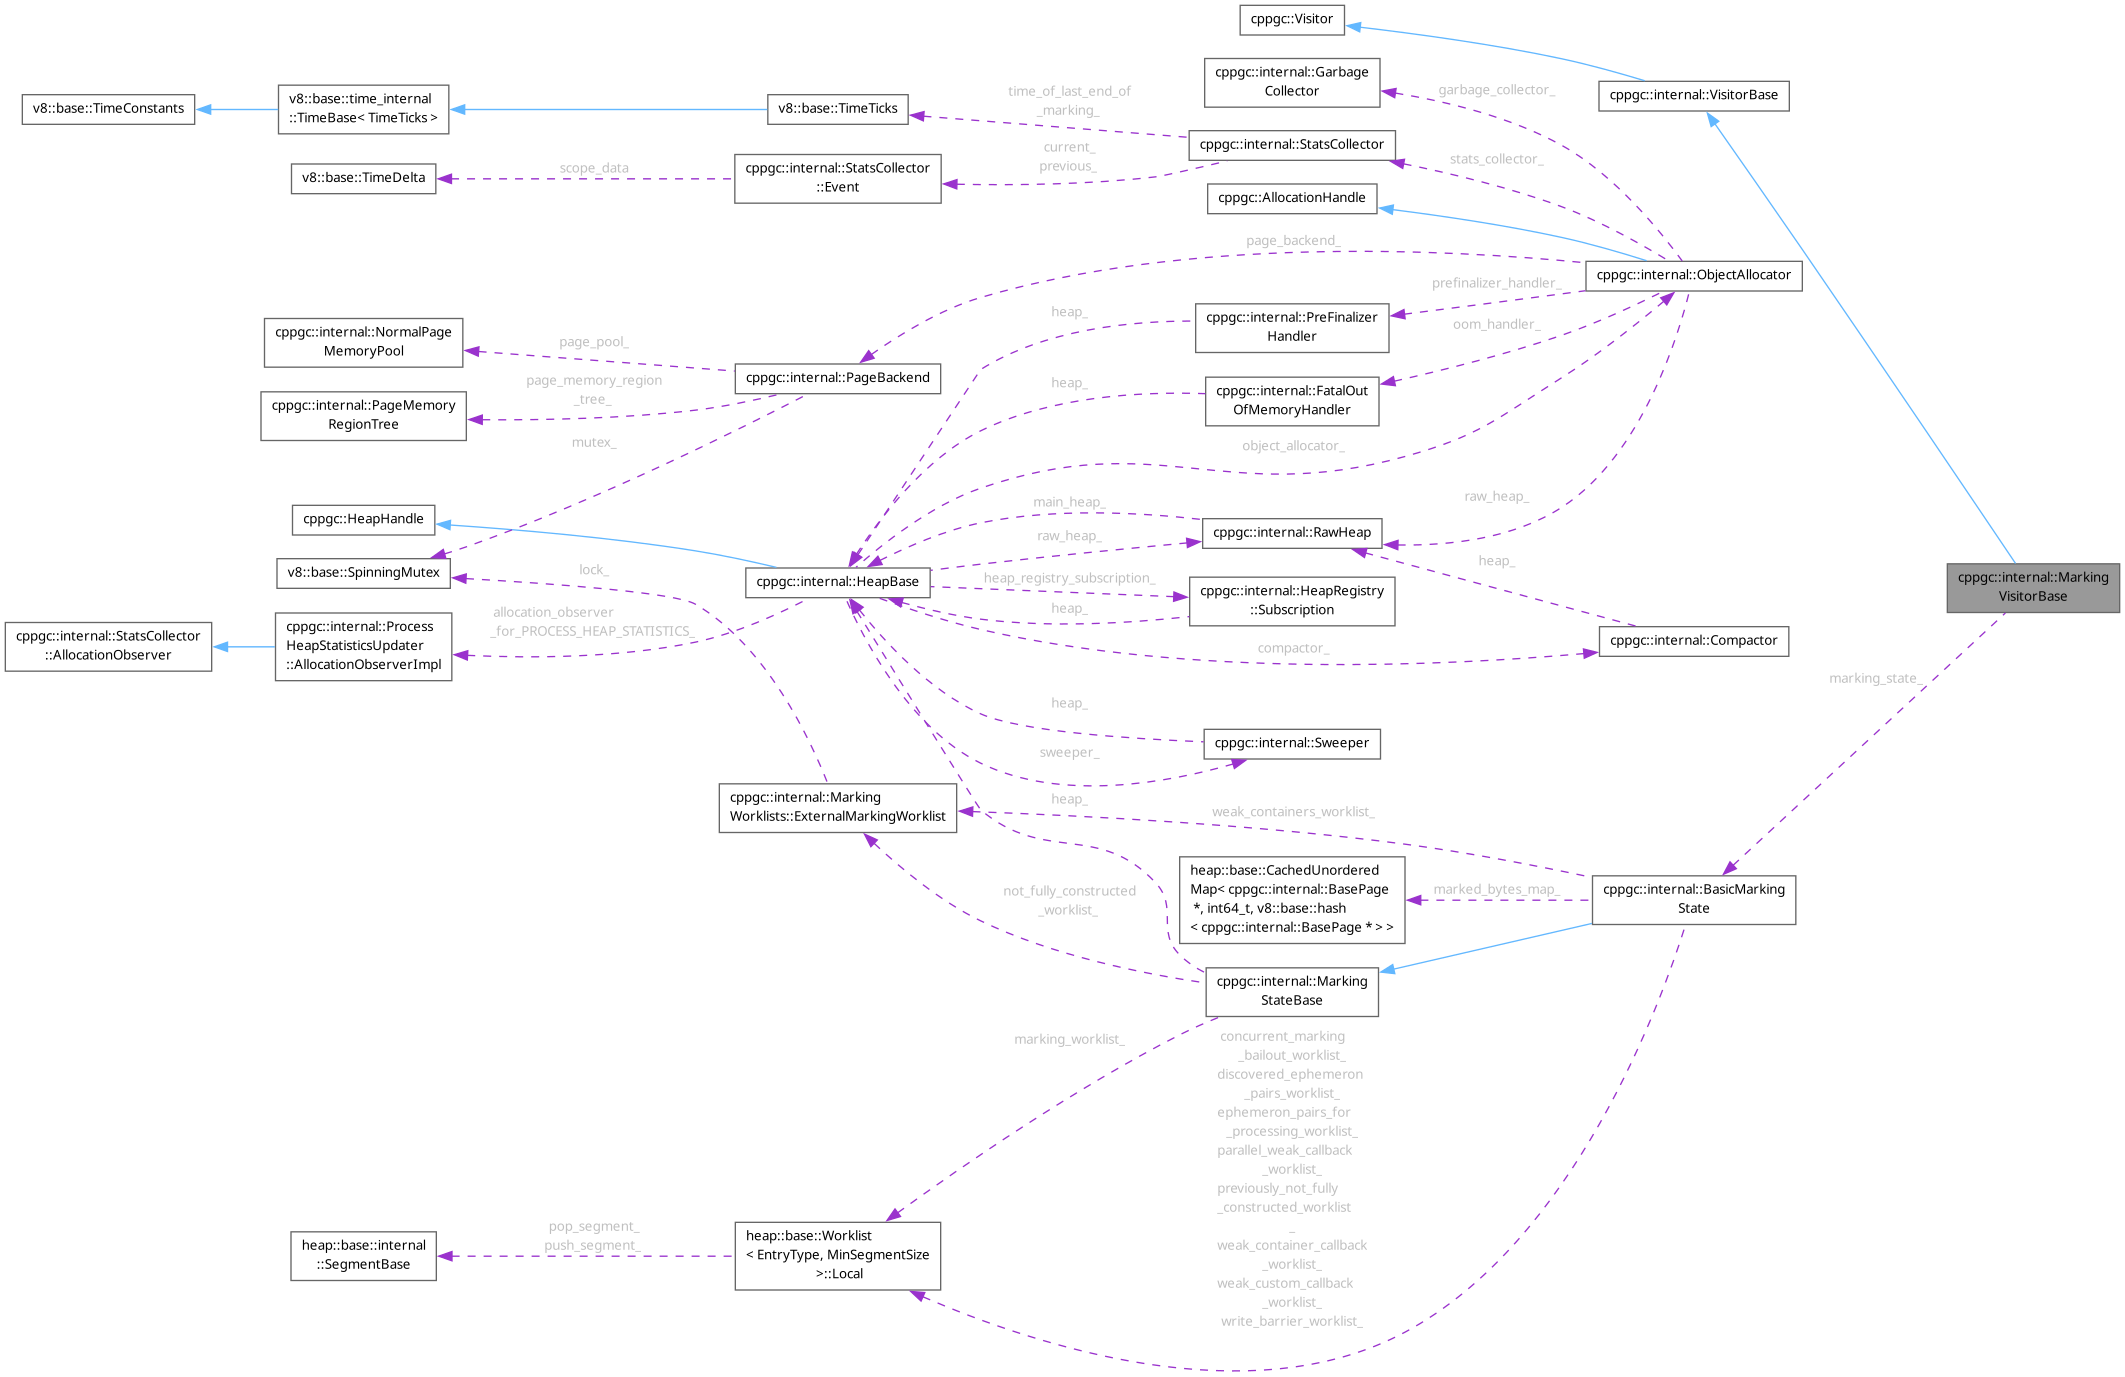 cppgc::Visitor
cppgc::internal::Garbage
Collector
garbage_collector_
cppgc::internal::VisitorBase
v8::base::TimeConstants
v8::base::time_internal
::TimeBase< TimeTicks >
v8::base::TimeTicks
time_of_last_end_of
_marking_
cppgc::internal::StatsCollector
current_
previous_
stats_collector_
v8::base::TimeDelta
scope_data
cppgc::internal::StatsCollector
::Event
cppgc::AllocationHandle
page_backend_
cppgc::internal::ObjectAllocator
prefinalizer_handler_
heap_
cppgc::internal::PreFinalizer
Handler
oom_handler_
cppgc::internal::NormalPage
MemoryPool
page_pool_
cppgc::internal::PageBackend
page_memory_region
_tree_
cppgc::internal::PageMemory
RegionTree
heap_
cppgc::internal::FatalOut
OfMemoryHandler
mutex_
object_allocator_
main_heap_
raw_heap_
cppgc::HeapHandle
raw_heap_
cppgc::internal::RawHeap
heap_
v8::base::SpinningMutex
lock_
cppgc::internal::HeapBase
heap_registry_subscription_
heap_
cppgc::internal::HeapRegistry
::Subscription
cppgc::internal::Marking
VisitorBase
allocation_observer
_for_PROCESS_HEAP_STATISTICS_
cppgc::internal::StatsCollector
::AllocationObserver
cppgc::internal::Process
HeapStatisticsUpdater
::AllocationObserverImpl
compactor_
cppgc::internal::Compactor
marking_state_
heap_
sweeper_
cppgc::internal::Sweeper
heap_
cppgc::internal::Marking
Worklists::ExternalMarkingWorklist
weak_containers_worklist_
heap::base::CachedUnordered
Map< cppgc::internal::BasePage
*, int64_t, v8::base::hash
< cppgc::internal::BasePage * > >
marked_bytes_map_
cppgc::internal::BasicMarking
State
not_fully_constructed
_worklist_
cppgc::internal::Marking
StateBase
marking_worklist_
concurrent_marking
_bailout_worklist_
discovered_ephemeron
_pairs_worklist_
ephemeron_pairs_for
_processing_worklist_
parallel_weak_callback
_worklist_
previously_not_fully
_constructed_worklist
_
weak_container_callback
_worklist_
weak_custom_callback
_worklist_
write_barrier_worklist_
heap::base::internal
::SegmentBase
pop_segment_
push_segment_
heap::base::Worklist
< EntryType, MinSegmentSize
>::Local